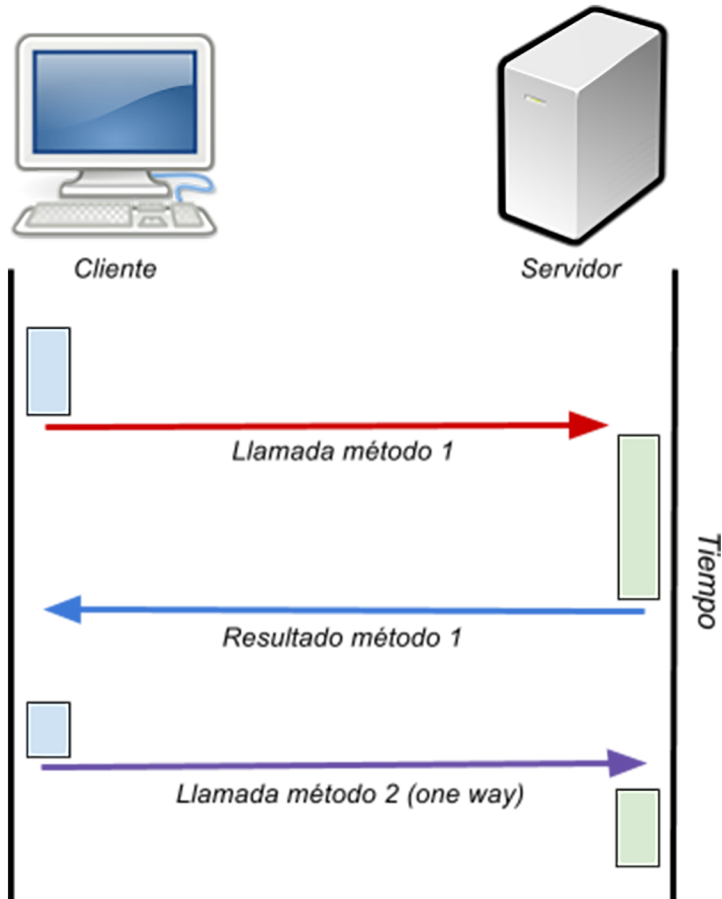 Cliente
Servidor
Llamada método 1
Tiempo
Resultado método 1
Llamada método 2 (one way)